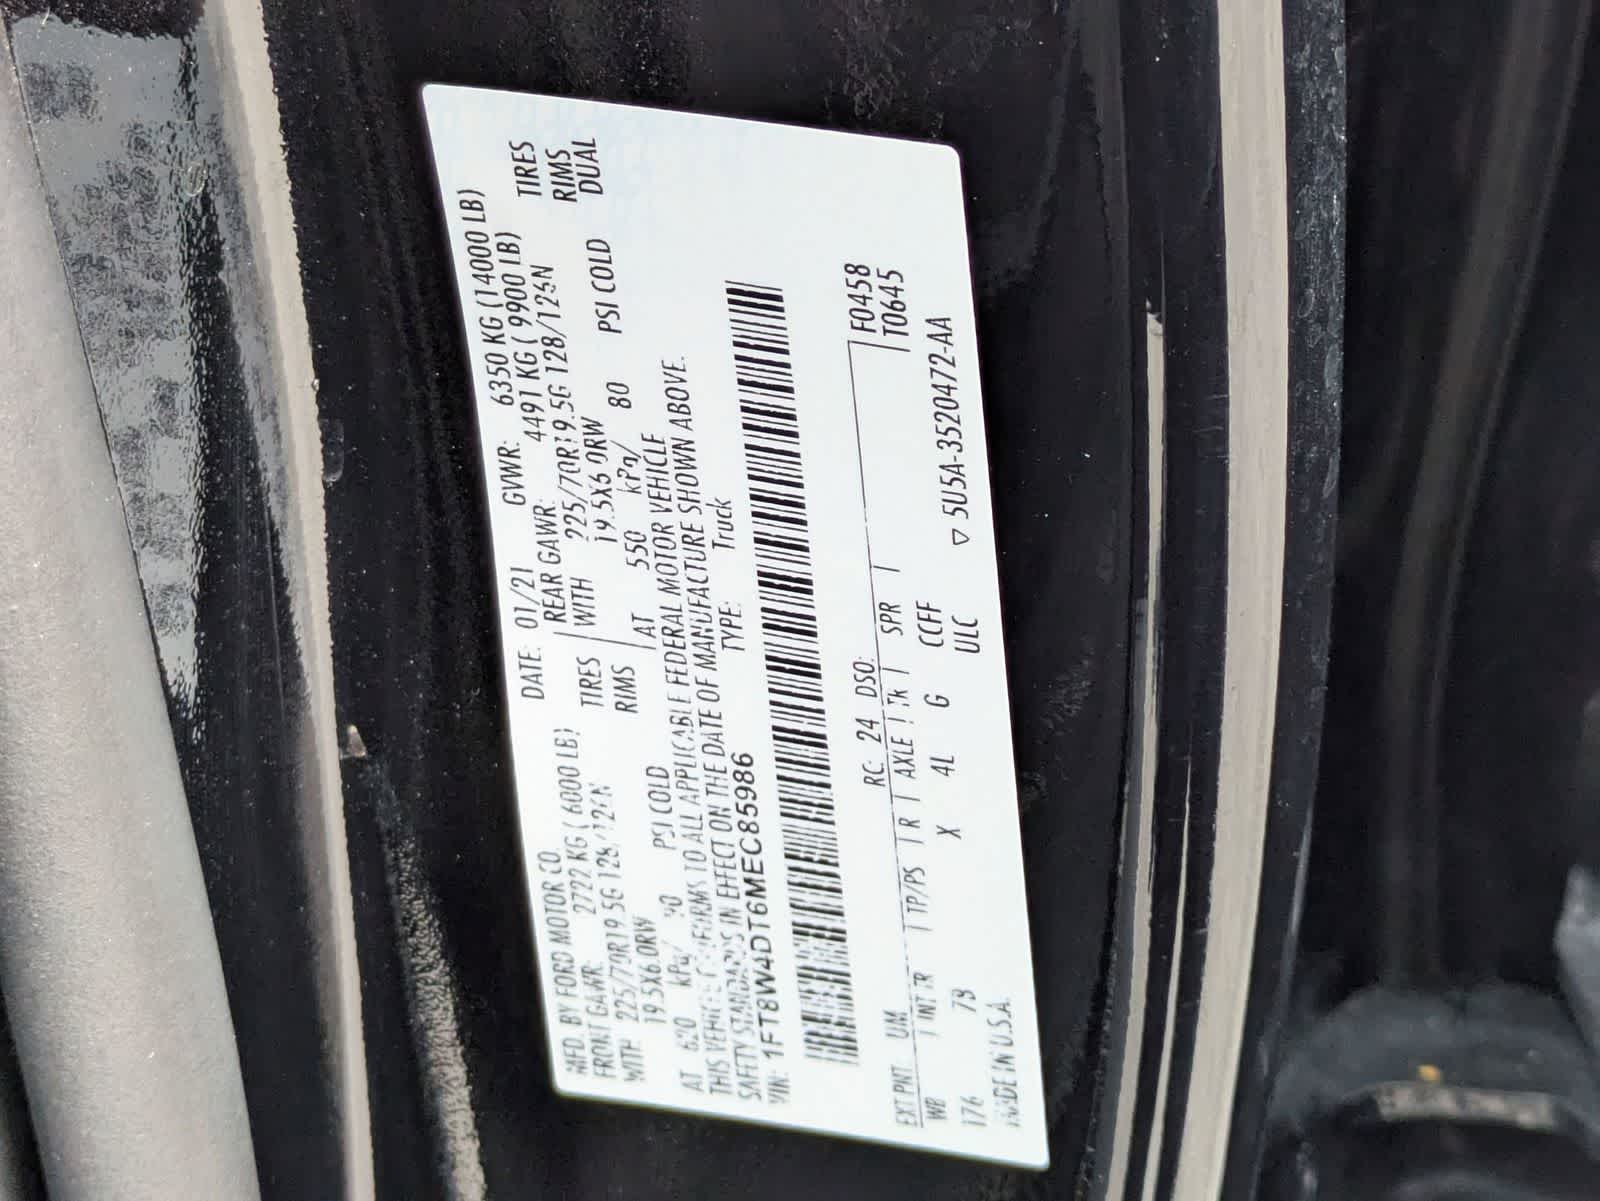 MFD. BY FORD MOTOR CO. DATE: 01/21 GVWR: 6350 KG (14000 LB)
FRONT GAWR: 2722 KG ( 6000 LB) REAR GAWR: 4491 KG ( 9900 LB)
WITH 225/70R19.5G 128/126N TIRES WITH 225/70R19.5G 128/126N TIRES
19.5X6.0RW RIMS 19.5X6.0RW RIMS
AT 620 kPa/ 90 PSI COLD AT 550 kPa/ 80 PSI COLD DUAL
THIS VEHICLE CONFORMS TO ALL APPLICABLE FEDERAL MOTOR VEHICLE
SAFETY STANDARDS IN EFFECT ON THE DATE OF MANUFACTURE SHOWN ABOVE.
VIN: 1FT8W4DT6MEC85986 TYPE: Truck
F0458
T0645
EXT PNT: UM RC: 24 DSO:
WB | INT TR | TP/PS | R | AXLE | TR | SPR |
176 7B X 4L G CCFF
MADE IN U.S.A. ULC
▽ 5U5A-3520472-AA